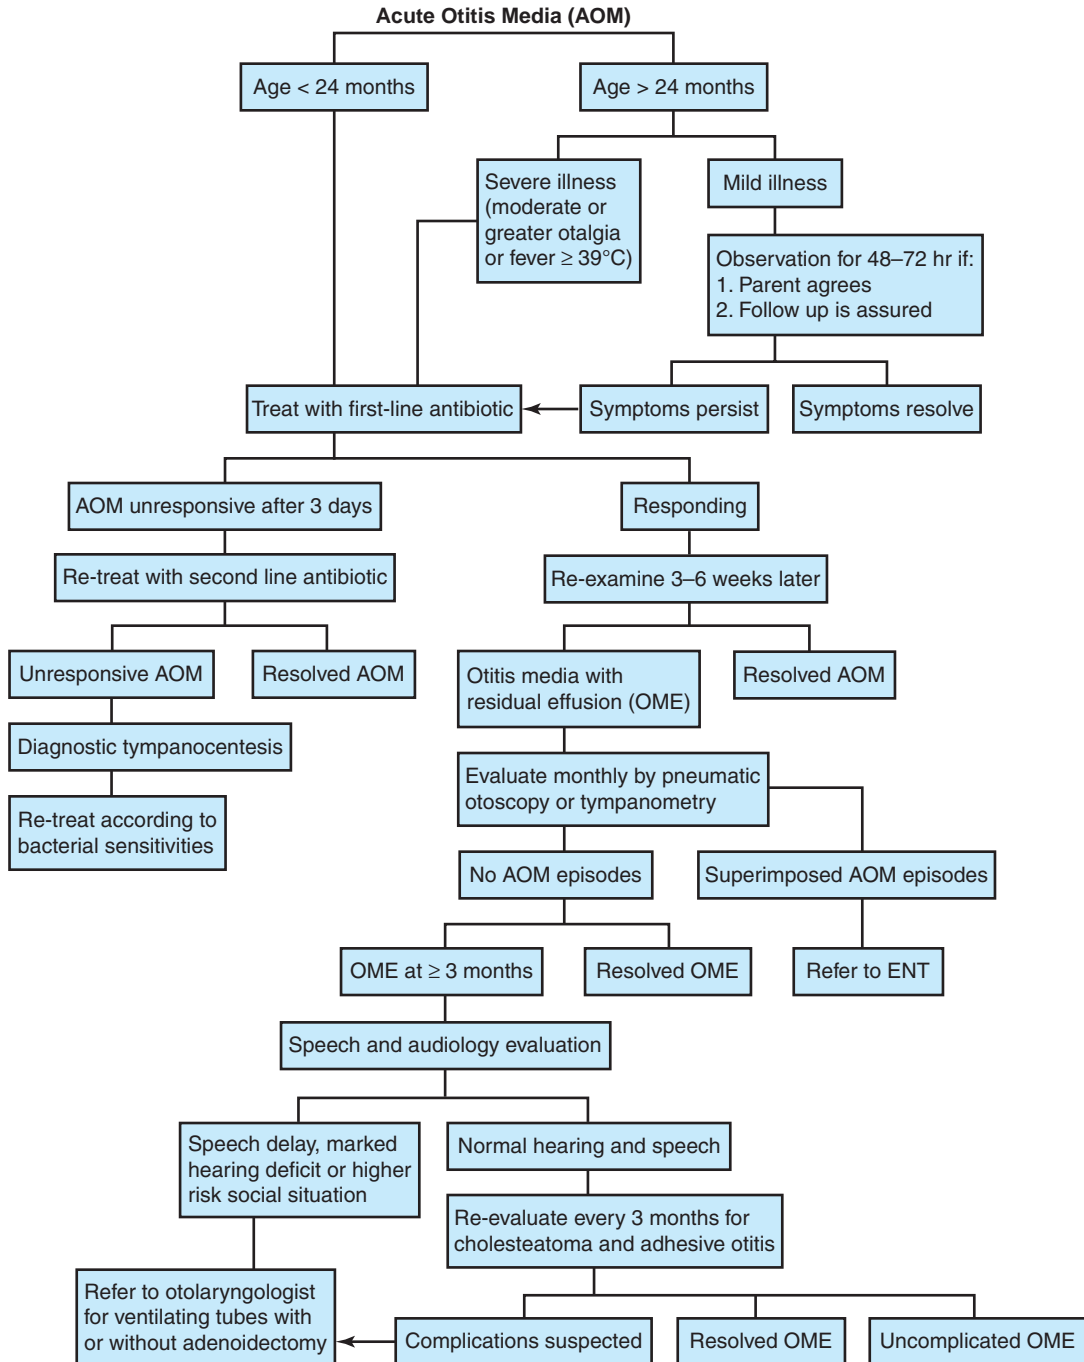 Acute Otitis Media (AOM)
Age < 24 months
Age > 24 months
Severe illness
(moderate or
greater otalgia
or fever ≥ 39°C)
Mild illness
Observation for 48–72 hr if:
1. Parent agrees
2. Follow up is assured
Treat with first-line antibiotic
Symptoms persist
Symptoms resolve
AOM unresponsive after 3 days
Responding
Re-treat with second line antibiotic
Re-examine 3–6 weeks later
Unresponsive AOM
Resolved AOM
Otitis media with
residual effusion (OME)
Resolved AOM
Diagnostic tympanocentesis
Evaluate monthly by pneumatic
otoscopy or tympanometry
Re-treat according to
bacterial sensitivities
No AOM episodes
Superimposed AOM episodes
OME at ≥ 3 months
Resolved OME
Refer to ENT
Speech and audiology evaluation
Speech delay, marked
hearing deficit or higher
risk social situation
Normal hearing and speech
Re-evaluate every 3 months for
cholesteatoma and adhesive otitis
Refer to otolaryngologist
for ventilating tubes with
or without adenoidectomy
Complications suspected
Resolved OME
Uncomplicated OME